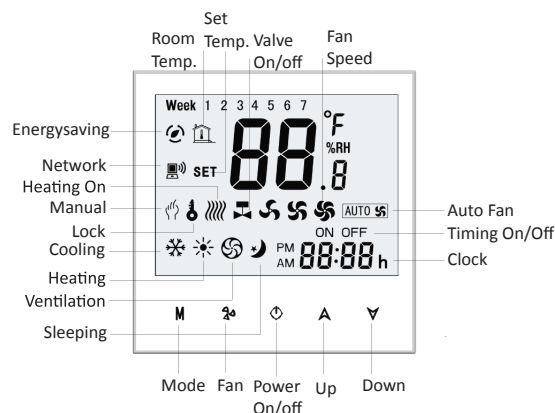 Set
Room Temp. Valve Fan
Temp. On/off Speed
Week 1 2 3 4 5 6 7
Energysaving
88.8
°F
%RH
Network
SET
Heating On
Manual
AUTO
Auto Fan
Lock
ON OFF
Timing On/Off
Cooling
PM
AM
88:88 h
Clock
Heating
Ventilation
Sleeping
M
Mode Fan Power Up Down
On/off